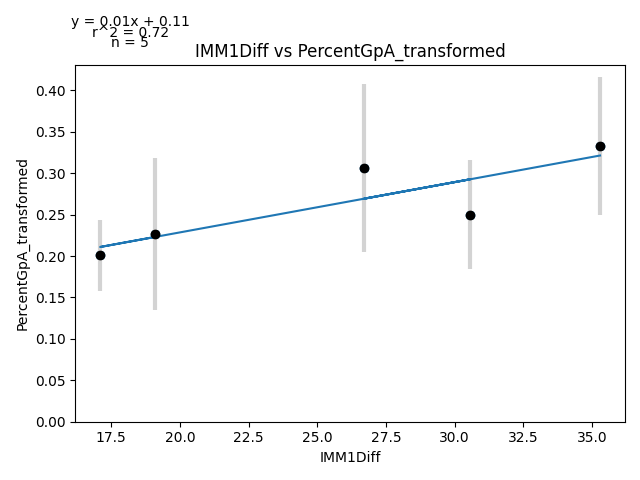 y = 0.01x + 0.11
r^2 = 0.72
n = 5
IMM1Diff vs PercentGpA_transformed
PercentGpA_transformed
0.40
0.35
0.30
0.25
0.20
0.15
0.10
0.05
0.00
17.5 20.0 22.5 25.0 27.5 30.0 32.5 35.0
IMM1Diff